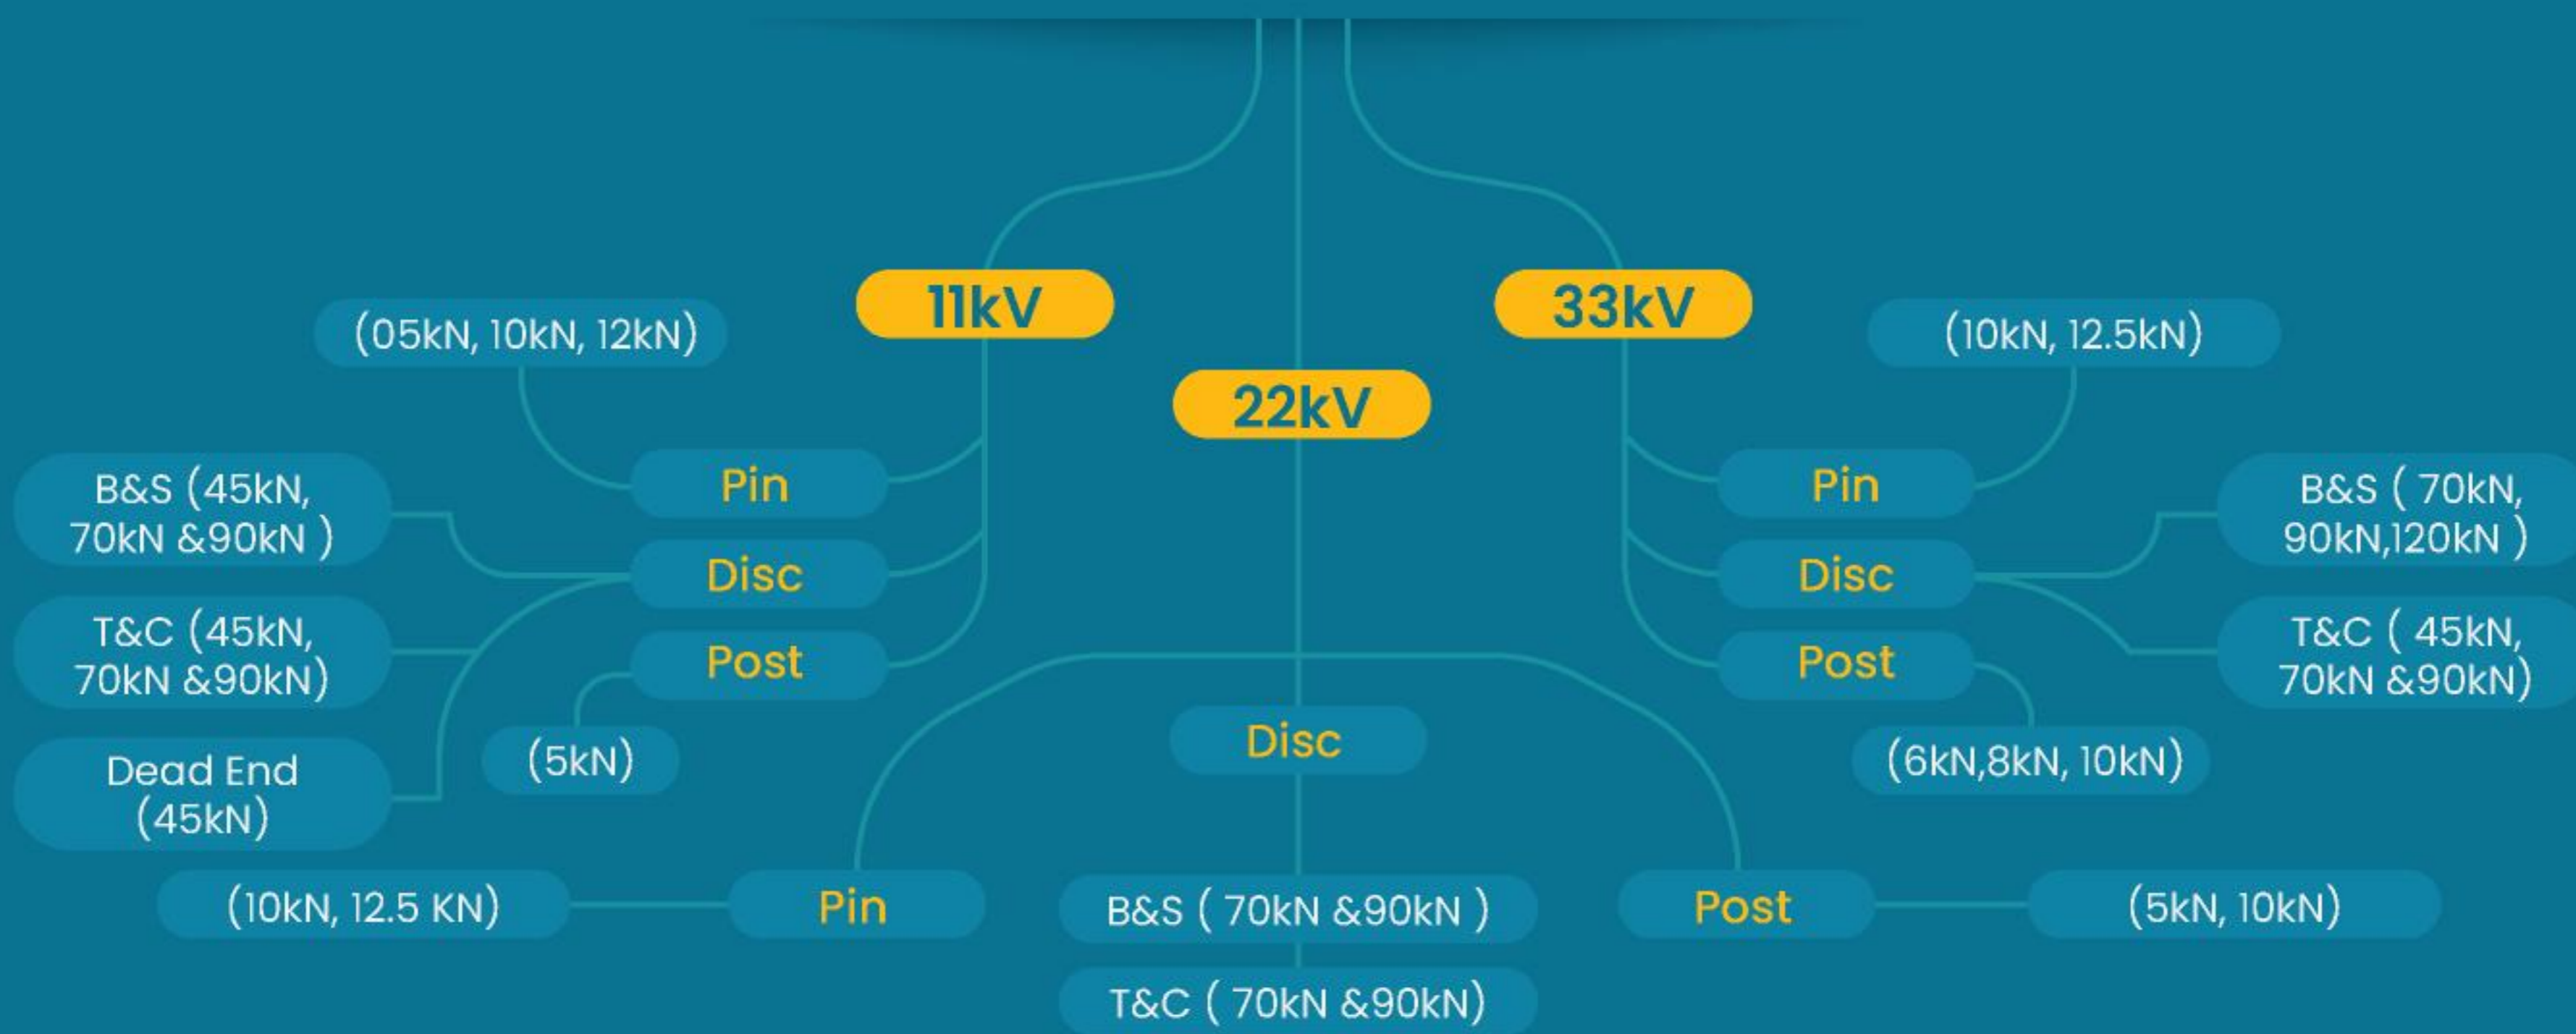 11kV
(05kN, 10kN, 12kN)
Pin
B&S (45kN,
70kN &90kN )
Disc
T&C (45kN,
70kN &90kN)
Dead End
(45kN)
Post
(5kN)
22kV
Disc
B&S ( 70kN &90kN )
T&C ( 70kN &90kN)
Pin
(10kN, 12.5 KN)
Post
(5kN, 10kN)
33kV
(10kN, 12.5kN)
Pin
Disc
B&S ( 70kN,
90kN,120kN )
T&C ( 45kN,
70kN &90kN)
Post
(6kN,8kN, 10kN)